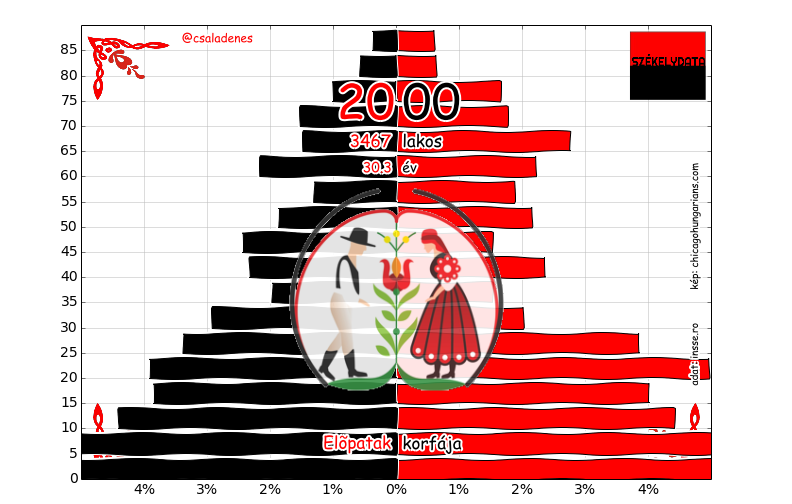 @csaladenes
SZÉKELYDATA
2000
3467 lakos
30.3 év
kép: chicagohungarians.com
adat: insse.ro
Előpatak korfája
85
80
75
70
65
60
55
50
45
40
35
30
25
20
15
10
5
0
4% 3% 2% 1% 0% 1% 2% 3% 4%